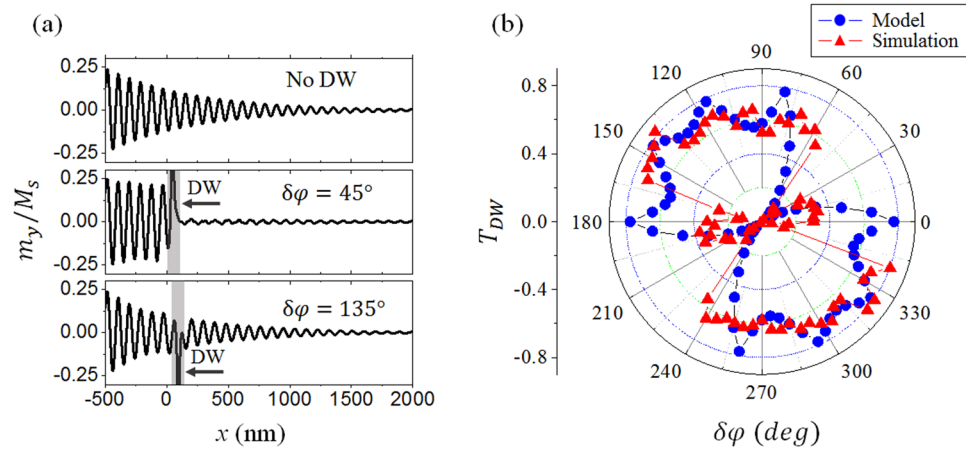 (a)
0.25
0.00
-0.25
No DW
0.25
0.00
-0.25
DW
δφ = 45°
0.25
0.00
-0.25
δφ = 135°
DW
m_y/M_s
-500 0 500 1000 1500 2000
x (nm)
(b)
Model
Simulation
0.8
0.4
0.0
-0.4
-0.8
T_DW
90
120 60
150 30
180 0
210 330
240 300
270
δφ (deg)